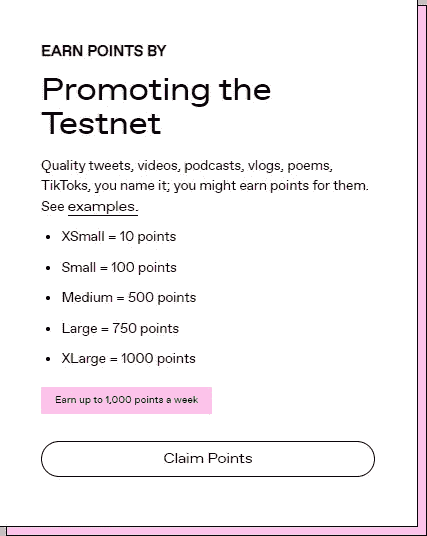 EARN POINTS BY
Promoting the
Testnet
Quality tweets, videos, podcasts, vlogs, poems,
TikToks, you name it; you might earn points for them.
See examples.
• XSmall = 10 points
• Small = 100 points
• Medium = 500 points
• Large = 750 points
• XLarge = 1000 points
Earn up to 1,000 points a week
Claim Points